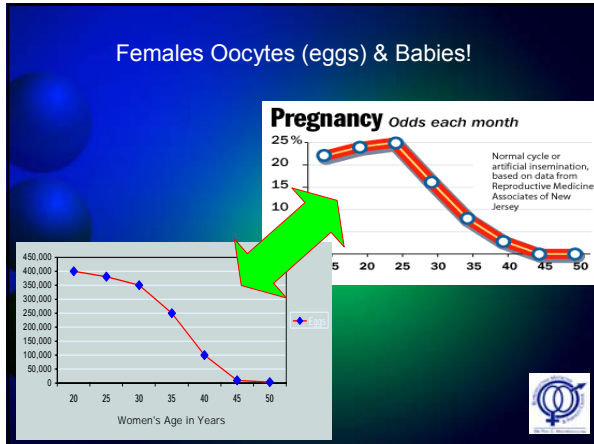 Females Oocytes (eggs) & Babies!
Pregnancy Odds each month
25%
20
15
10
Normal cycle or
artificial insemination,
based on data from
Reproductive Medicine
Associates of New
Jersey
5 20 25 30 35 40 45 50
450,000
400,000
350,000
300,000
250,000
200,000
150,000
100,000
50,000
0
Eggs
20 25 30 35 40 45 50
Women's Age in Years